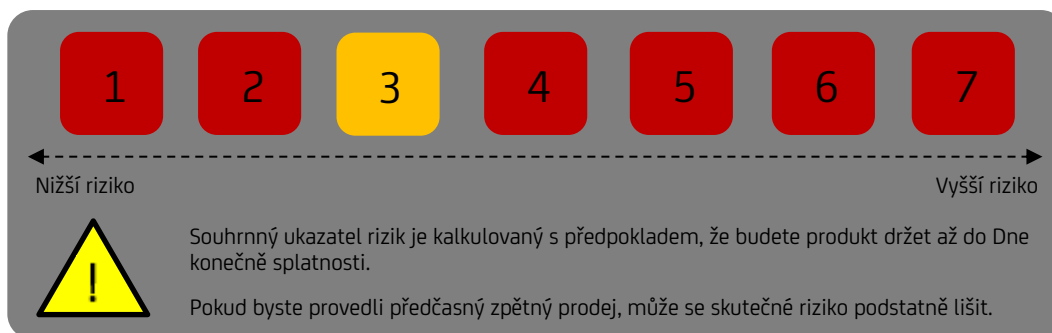 1 2 3 4 5 6 7
Nižší riziko Vyšší riziko
!
Souhrnný ukazatel rizik je kalkulovaný s předpokladem, že budete produkt držet až do Dne
konečně splatnosti.
Pokud byste provedli předčasný zpětný prodej, může se skutečné riziko podstatně lišit.